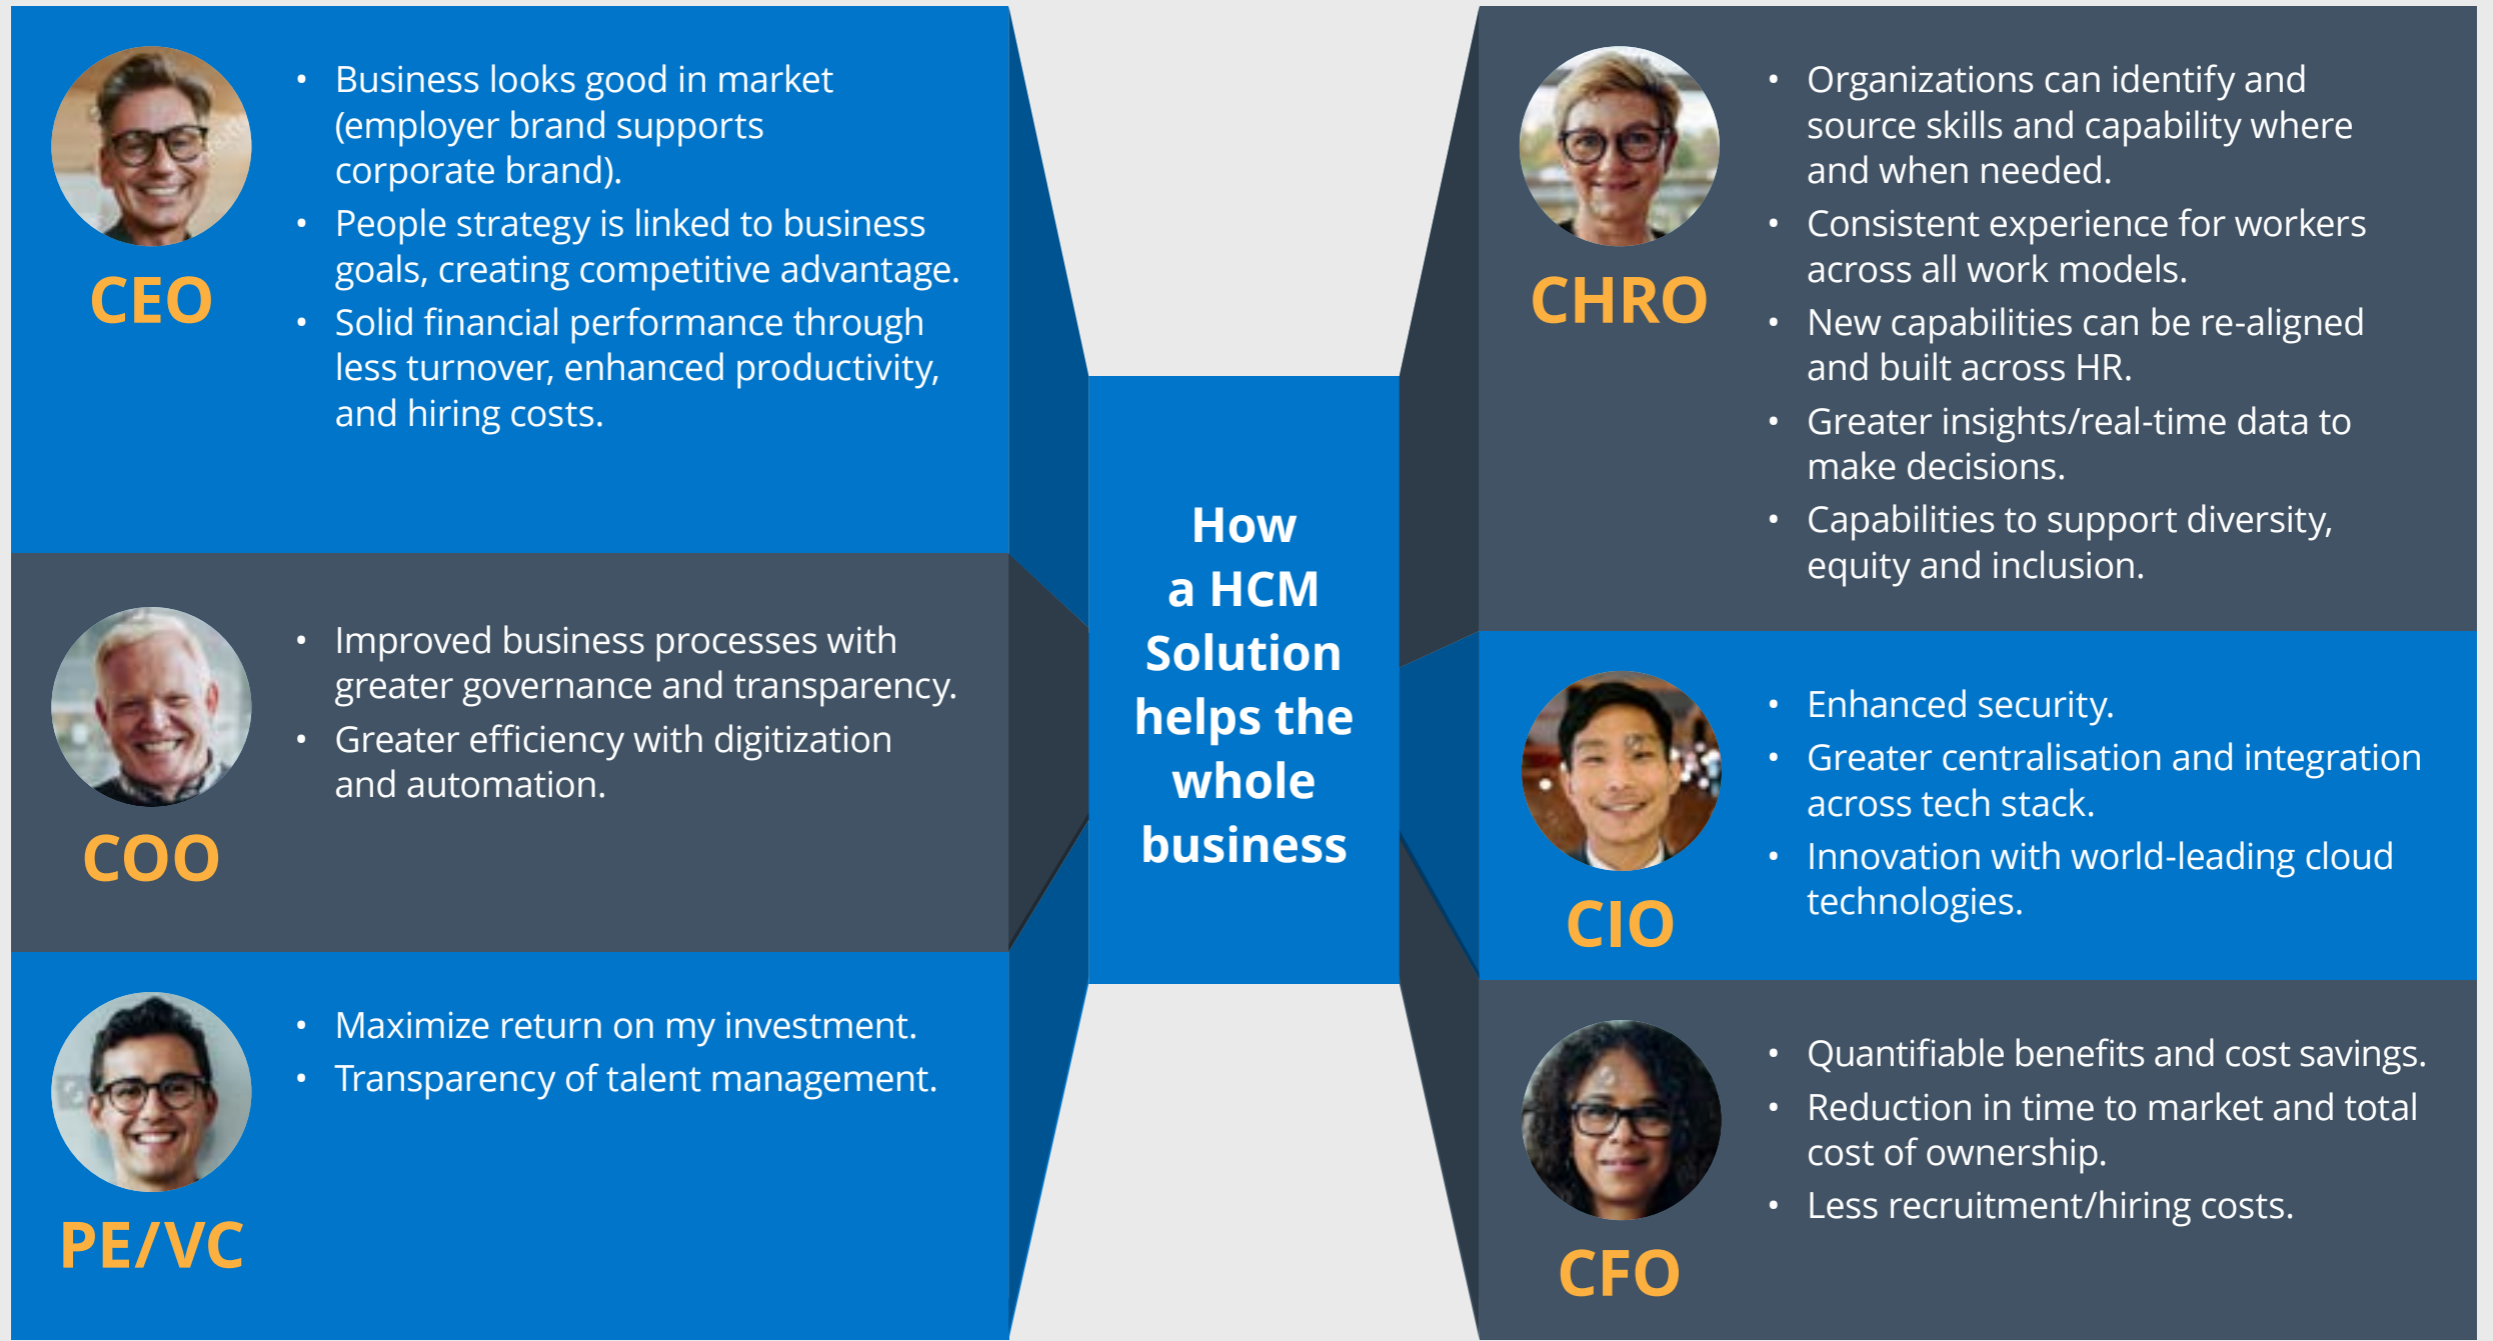 • Business looks good in market
(employer brand supports
corporate brand).
• People strategy is linked to business
goals, creating competitive advantage.
• Solid financial performance through
less turnover, enhanced productivity,
and hiring costs.
CEO
• Improved business processes with
greater governance and transparency.
• Greater efficiency with digitization
and automation.
COO
• Maximize return on my investment.
• Transparency of talent management.
PE/VC
How
a HCM
Solution
helps the
whole
business
• Organizations can identify and
source skills and capability where
and when needed.
• Consistent experience for workers
across all work models.
• New capabilities can be re-aligned
and built across HR.
• Greater insights/real-time data to
make decisions.
• Capabilities to support diversity,
equity and inclusion.
CHRO
• Enhanced security.
• Greater centralisation and integration
across tech stack.
• Innovation with world-leading cloud
technologies.
CIO
• Quantifiable benefits and cost savings.
• Reduction in time to market and total
cost of ownership.
• Less recruitment/hiring costs.
CFO